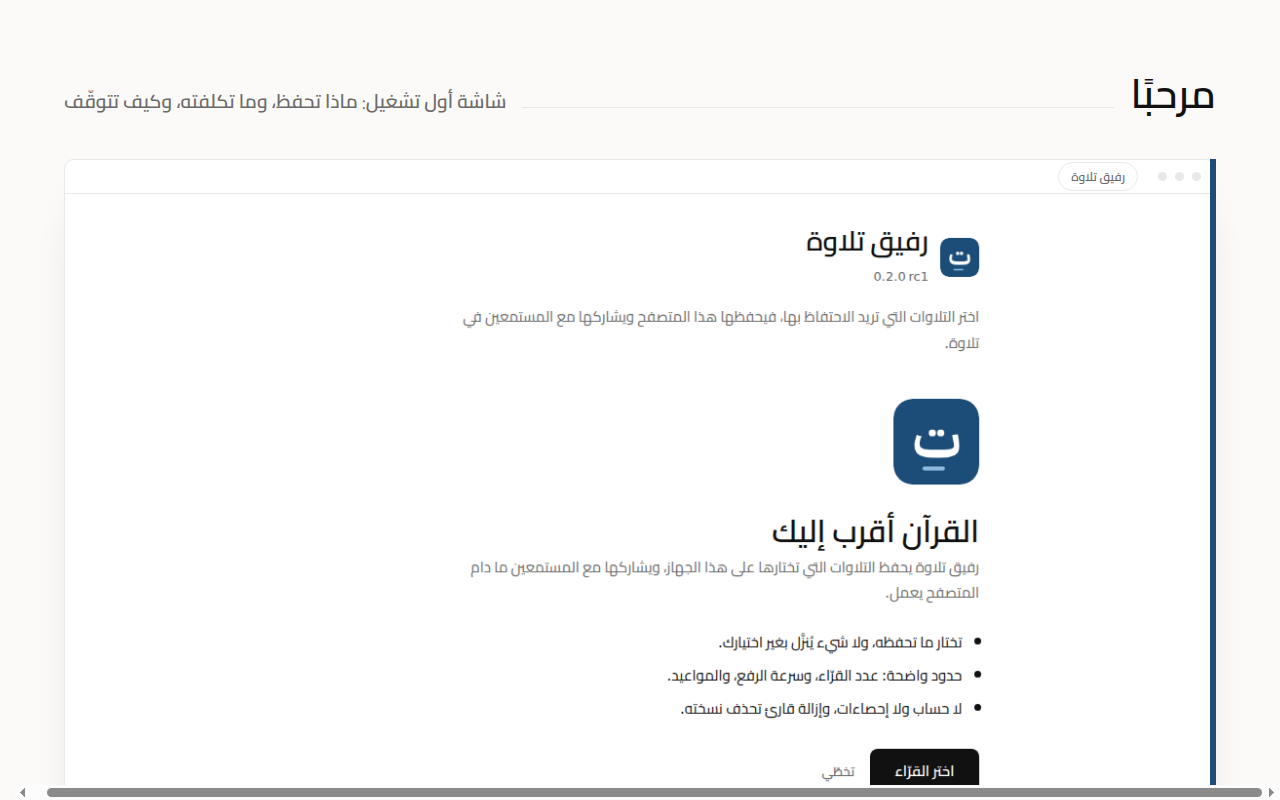 مرحبًا
شاشة أول تشغيل: ماذا تحفظ، وما تكلفته، وكيف تتوقّف
رفيق تلاوة
ت
رفيق تلاوة
0.2.0 rc1
اختر التلاوات التي تريد الاحتفاظ بها، فيحفظها هذا المتصفح ويشاركها مع المستمعين في
تلاوة.
ت
القرآن أقرب إليك
رفيق تلاوة يحفظ التلاوات التي تختارها على هذا الجهاز، ويشاركها مع المستمعين ما دام
المتصفح يعمل.
تختار ما تحفظه، ولا شيء يُنزَّل بغير اختيارك.
حدود واضحة: عدد القرّاء، وسرعة الرفع، والمواعيد.
لا حساب ولا إحصاءات، وإزالة قارئ تحذف نسخته.
اختر القرّاء
تخطّي